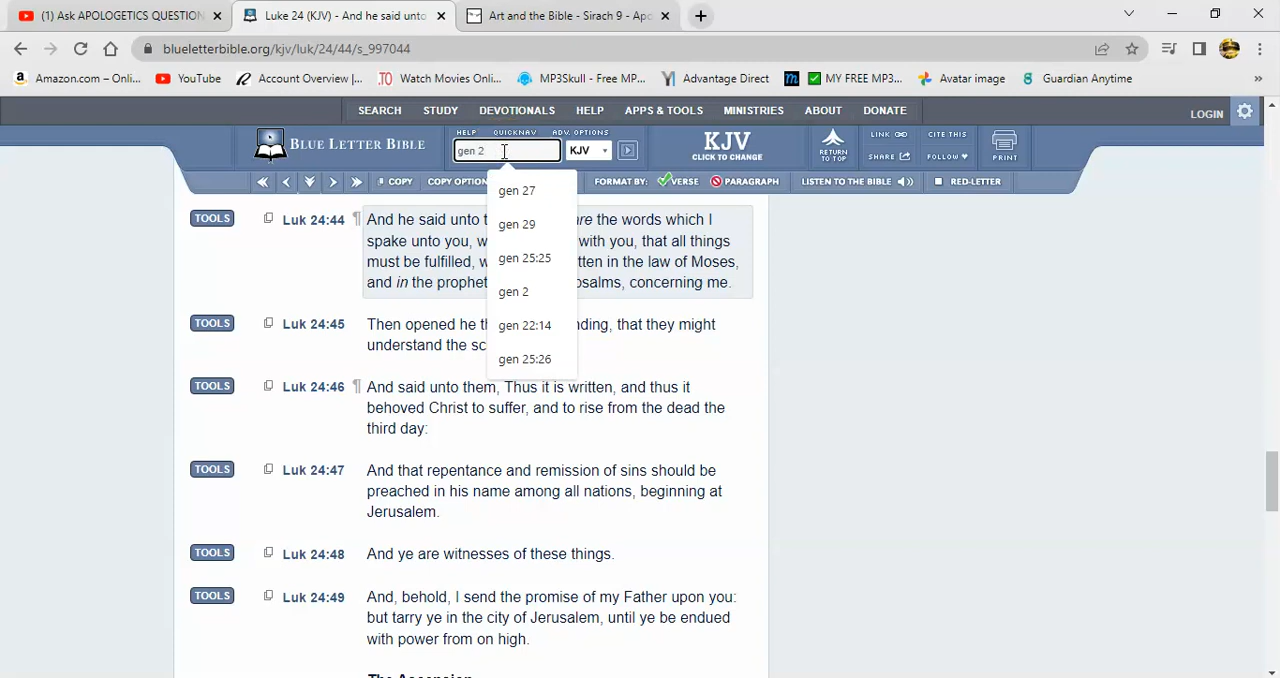 (1) Ask APOLOGETICS QUESTION
Luke 24 (KJV) - And he said unto
Art and the Bible - Sirach 9 - Apo
blueletterbible.org/kjv/luk/24/44/s_997044
Amazon.com – Onli...
YouTube
Account Overview |...
Watch Movies Onlin...
MP3Skull - Free MP...
Advantage Direct
MY FREE MP3...
Avatar image
Guardian Anytime
»
SEARCH STUDY DEVOTIONALS HELP APPS & TOOLS MINISTRIES ABOUT DONATE
LOGIN
HELP QUICKNAV ADV. OPTIONS
BLUE LETTER BIBLE
gen 2
KJV
KJV
CLICK TO CHANGE
RETURN
TO TOP
LINK
SHARE
CITE THIS
FOLLOW
PRINT
COPY
COPY OPTION
FORMAT BY: VERSE PARAGRAPH
LISTEN TO THE BIBLE
RED-LETTER
gen 27
gen 29
gen 25:25
gen 2
gen 22:14
gen 25:26
TOOLS Luk 24:44 ¶ And he said unto t are the words which I
spake unto you, w with you, that all things
must be fulfilled, w tten in the law of Moses,
and in the prophet osalms, concerning me.
TOOLS Luk 24:45 Then opened he th nding, that they might
understand the sc
TOOLS Luk 24:46 ¶ And said unto them, Thus it is written, and thus it
behoved Christ to suffer, and to rise from the dead the
third day:
TOOLS Luk 24:47 And that repentance and remission of sins should be
preached in his name among all nations, beginning at
Jerusalem.
TOOLS Luk 24:48 And ye are witnesses of these things.
TOOLS Luk 24:49 And, behold, I send the promise of my Father upon you:
but tarry ye in the city of Jerusalem, until ye be endued
with power from on high.
The Ascension